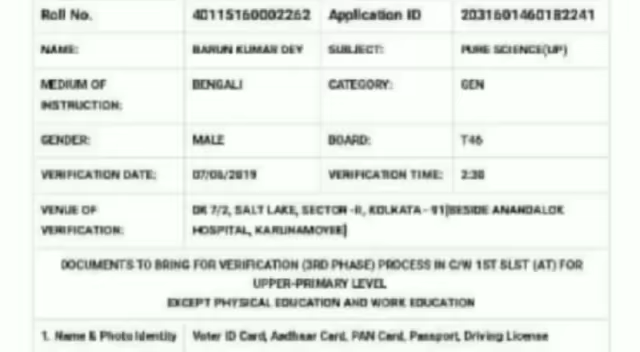 Roll No. 40115160002262 Application ID 2031601460182241
NAME: BARUN KUMAR DEY SUBJECT: PURE SCIENCE(UP)
MEDIUM OF INSTRUCTION: BENGALI CATEGORY: GEN
GENDER: MALE BOARD: T46
VERIFICATION DATE: 07/08/2019 VERIFICATION TIME: 2:30
VENUE OF VERIFICATION: DK 7/2, SALT LAKE, SECTOR -II, KOLKATA - 91[BESIDE ANANDALOK
HOSPITAL, KARUNAMOYEE]
DOCUMENTS TO BRING FOR VERIFICATION (3RD PHASE) PROCESS IN C/W 1ST SLST (AT) FOR
UPPER-PRIMARY LEVEL
EXCEPT PHYSICAL EDUCATION AND WORK EDUCATION
1. Name & Photo Identity Voter ID Card, Aadhaar Card, PAN Card, Passport, Driving License